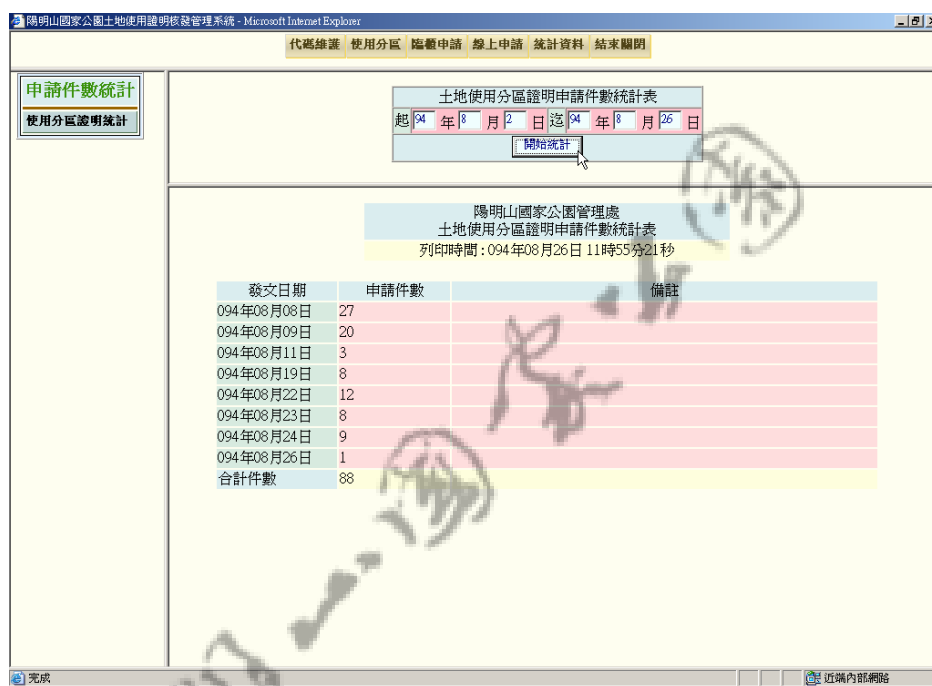 陽明山國家公園土地使用證明核發管理系統 - Microsoft Internet Explorer
代碼維護 使用分區 臨櫃申請 線上申請 統計資料 結束關閉
申請件數統計
使用分區證明統計
土地使用分區證明申請件數統計表
起 94 年 8 月 2 日 迄 94 年 8 月 26 日
開始統計
陽明山國家公園管理處
土地使用分區證明申請件數統計表
列印時間:094年08月26日 11時55分21秒
發文日期 申請件數 備註
094年08月08日 27
094年08月09日 20
094年08月11日 3
094年08月19日 8
094年08月22日 12
094年08月23日 8
094年08月24日 9
094年08月26日 1
合計件數 88
完成 近端內部網路